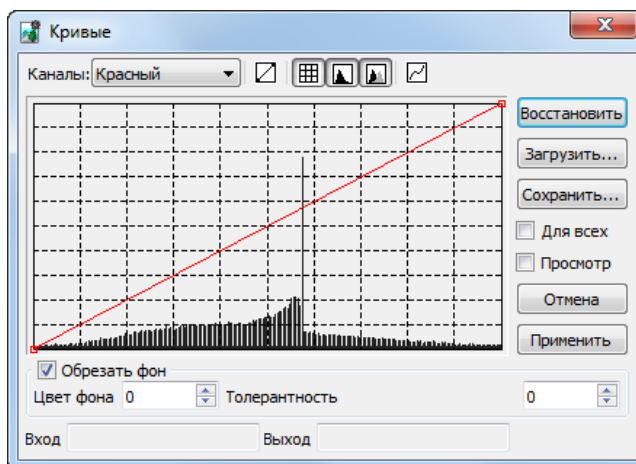 Кривые
Каналы: Красный
Восстановить
Загрузить...
Сохранить...
Для всех
Просмотр
Отмена
Применить
Обрезать фон
Цвет фона 0 Толерантность 0
Вход Выход